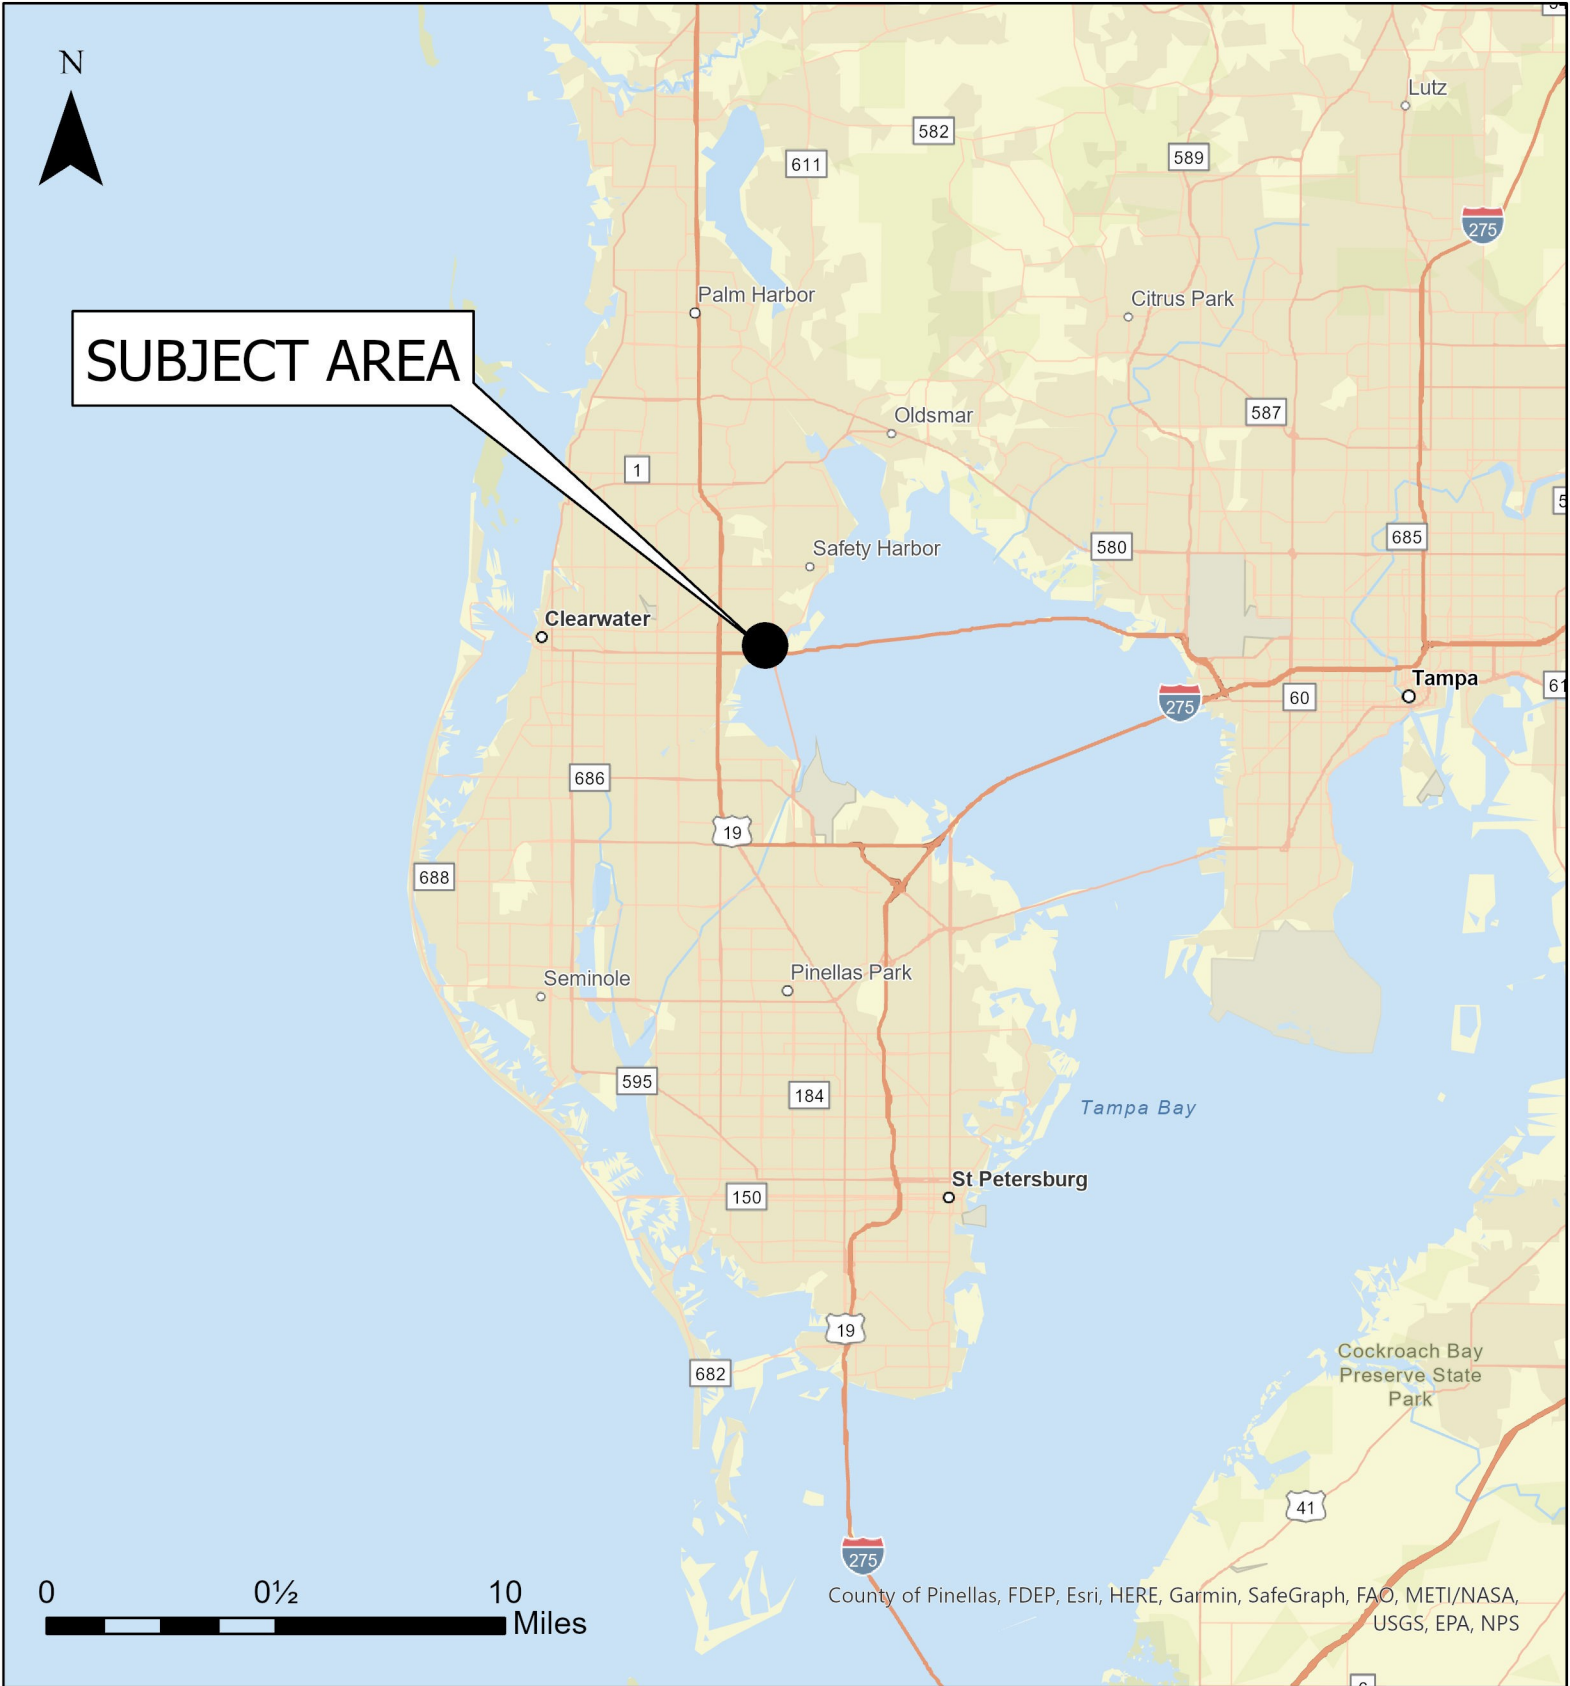 N
Lutz
582
611
589
275
Palm Harbor
Citrus Park
SUBJECT AREA
Oldsmar
587
1
5
Safety Harbor
580
685
Clearwater
Tampa
61
275
60
686
19
688
Seminole
Pinellas Park
595
184
Tampa Bay
St Petersburg
150
19
682
Cockroach Bay
Preserve State
Park
41
275
0 0½ 10
Miles
County of Pinellas, FDEP, Esri, HERE, Garmin, SafeGraph, FAO, METI/NASA,
USGS, EPA, NPS